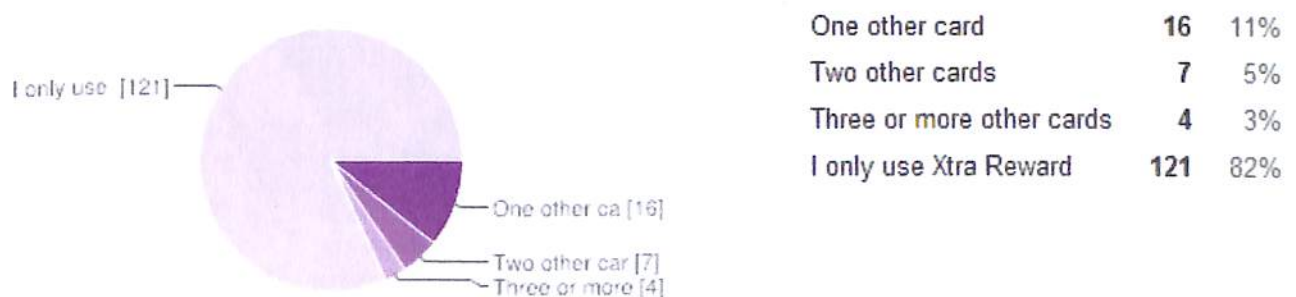 I only use [121]
One other ca [16]
Two other car [7]
Three or more [4]
One other card 16 11%
Two other cards 7 5%
Three or more other cards 4 3%
I only use Xtra Reward 121 82%